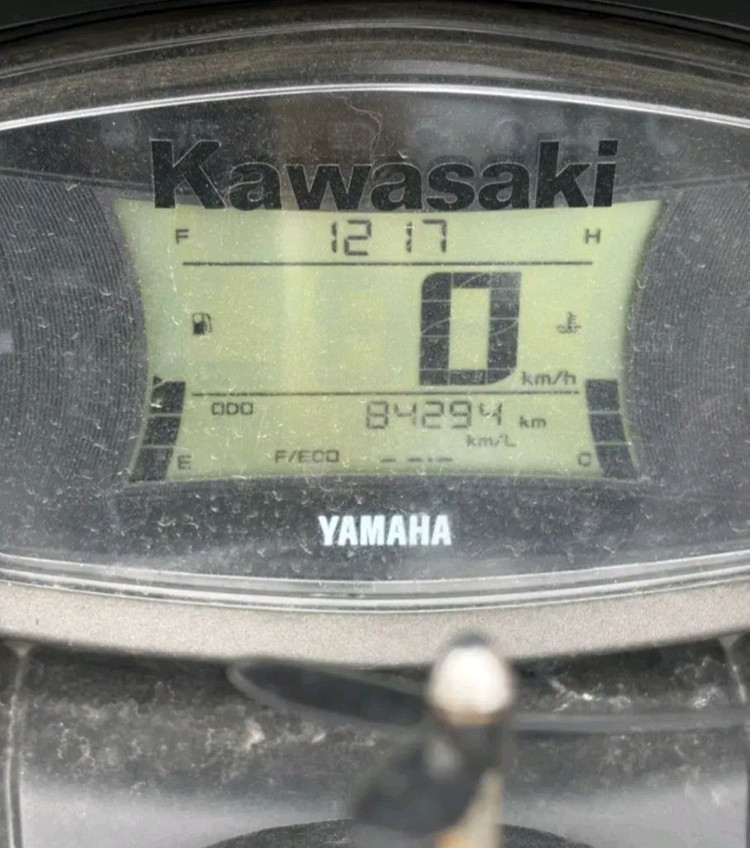 Kawasaki
F 12 17 H
0 km/h
ODO 84294 km
km/L
E F/ECO --.- C
YAMAHA